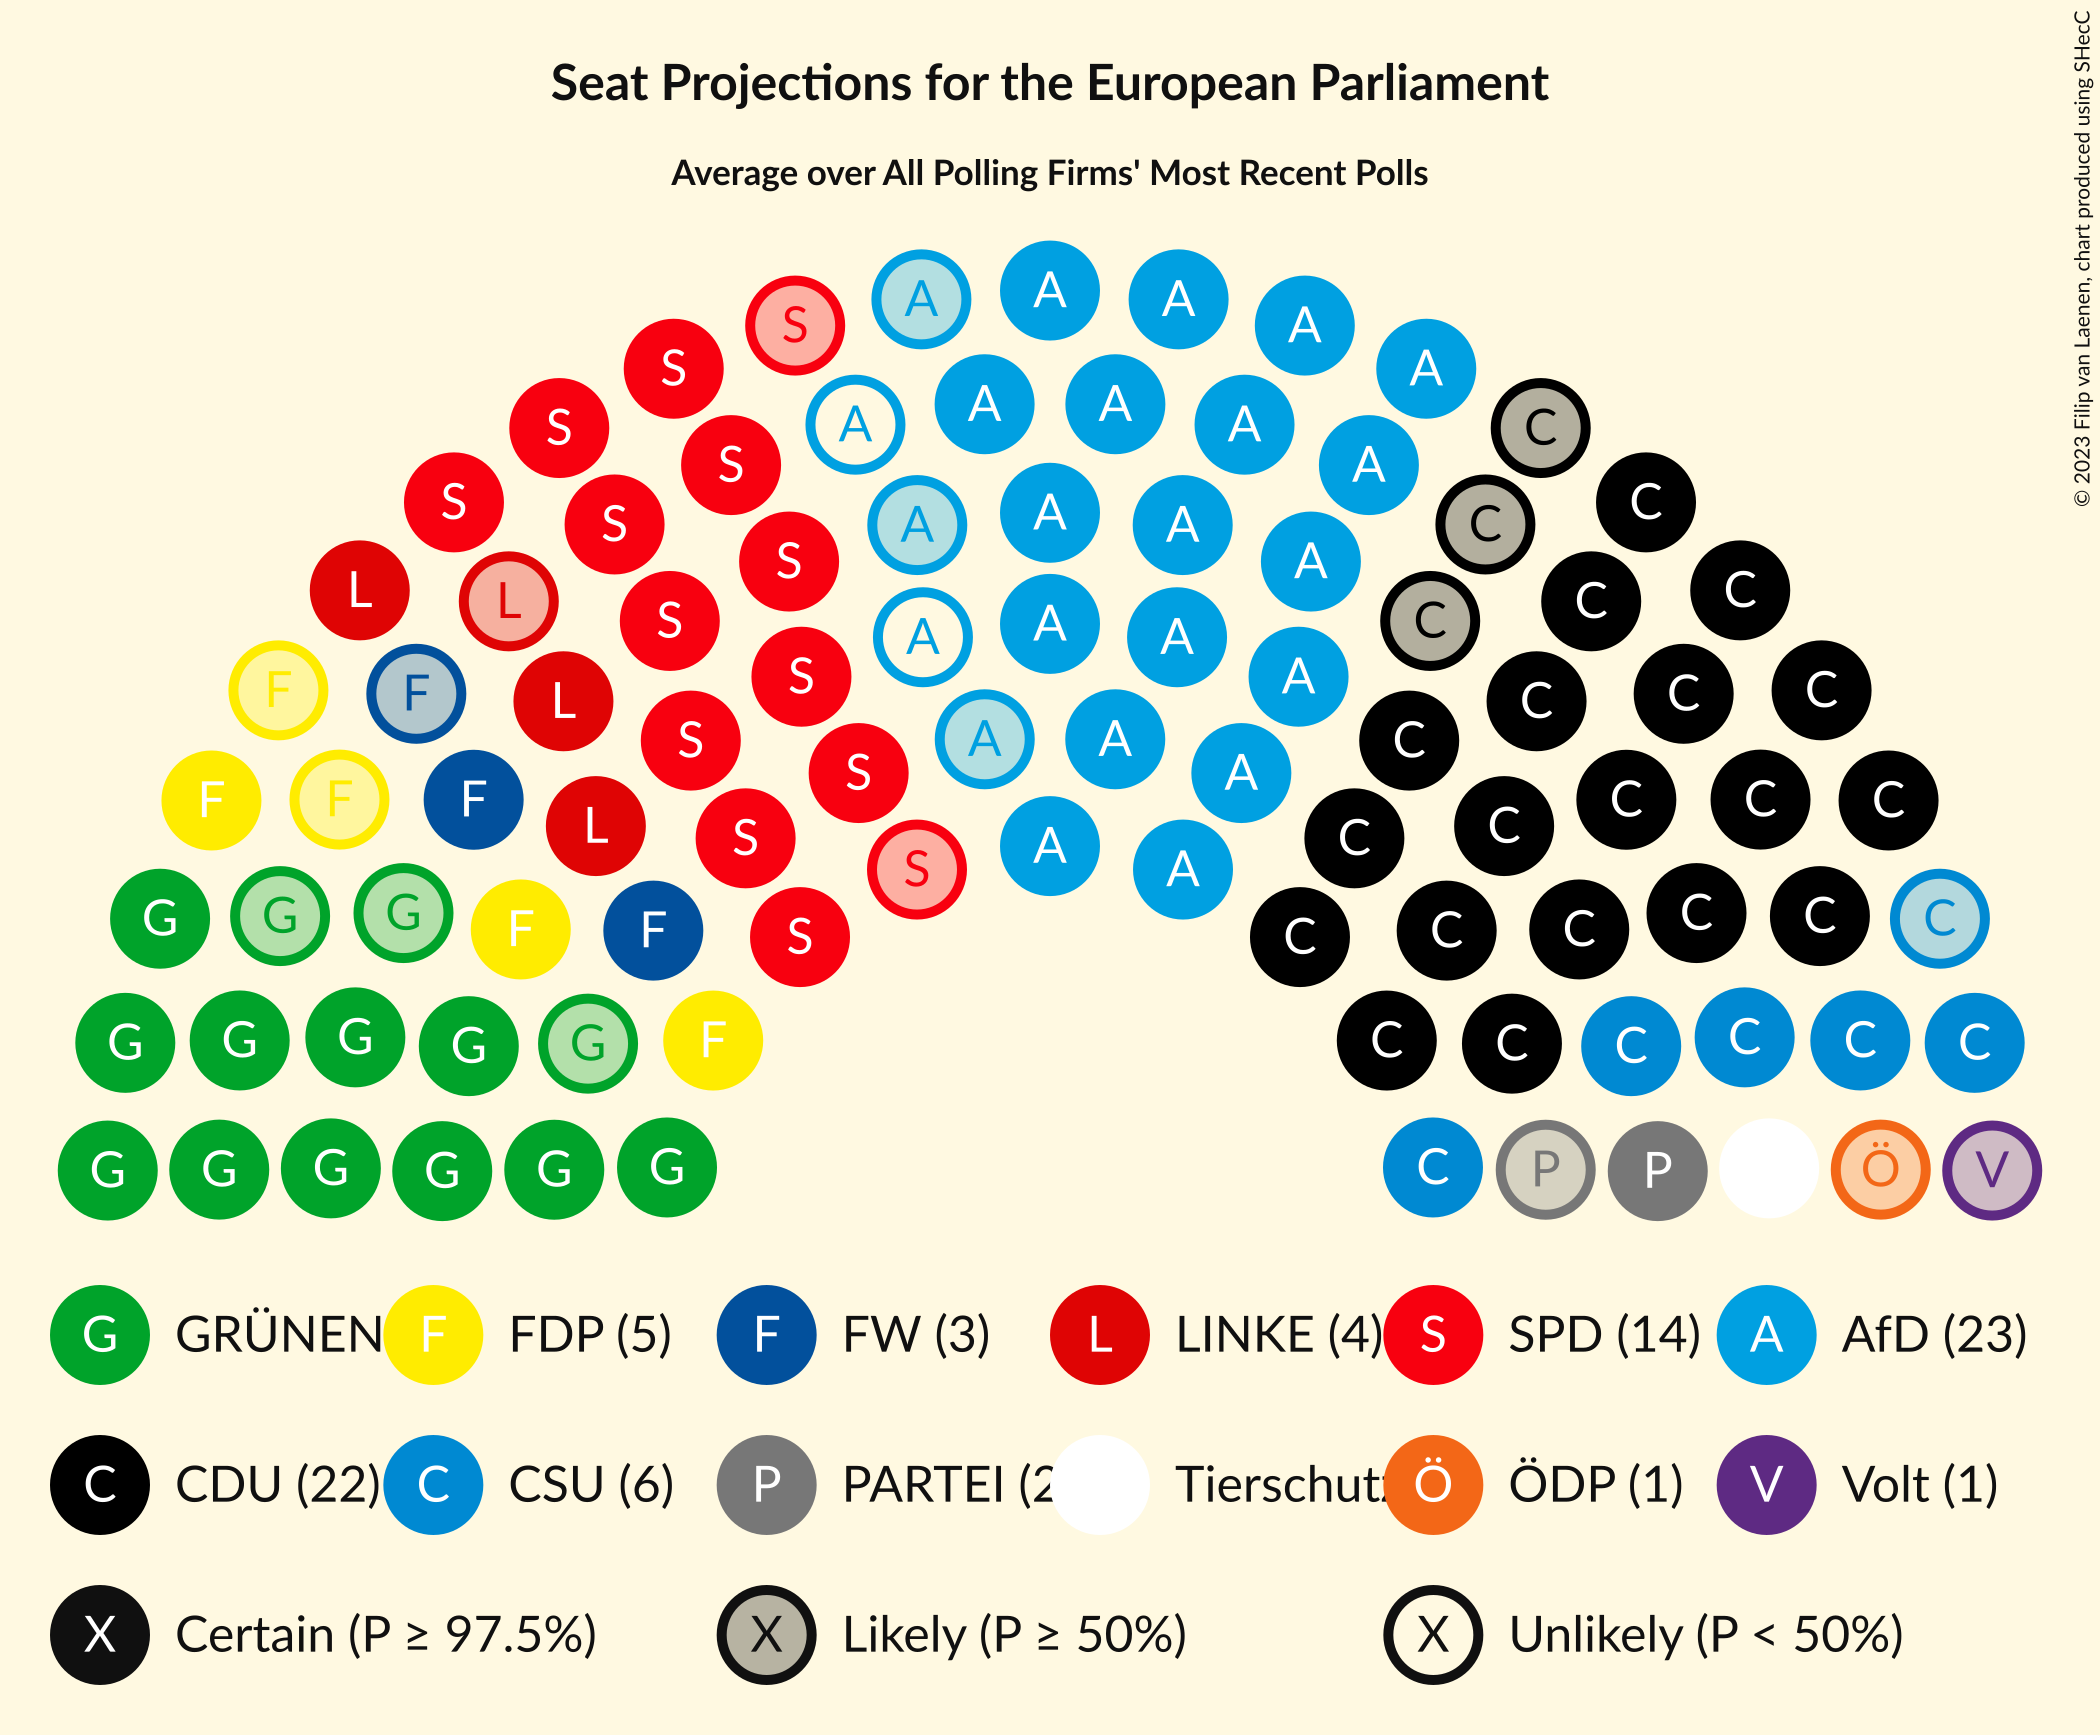 © 2023 Filip van Laenen, chart produced using SHecC
Seat Projections for the European Parliament
Average over All Polling Firms' Most Recent Polls
S A A A A
S A
S A A A A C
S A
S S A A A C C
L L S A C C
S A A A C
F F L S A C C C
S A A C
F F F S A C C C
L S A C C
S A
G G G F F S C C C C C C
G G G G G F C C C C C C
G G G G G G C P P Ö V
G GRÜNEN F FDP (5) F FW (3) L LINKE (4) S SPD (14) A AfD (23)
C CDU (22) C CSU (6) P PARTEI (2 Tierschutz Ö ÖDP (1) V Volt (1)
X Certain (P ≥ 97.5%) X Likely (P ≥ 50%) X Unlikely (P < 50%)